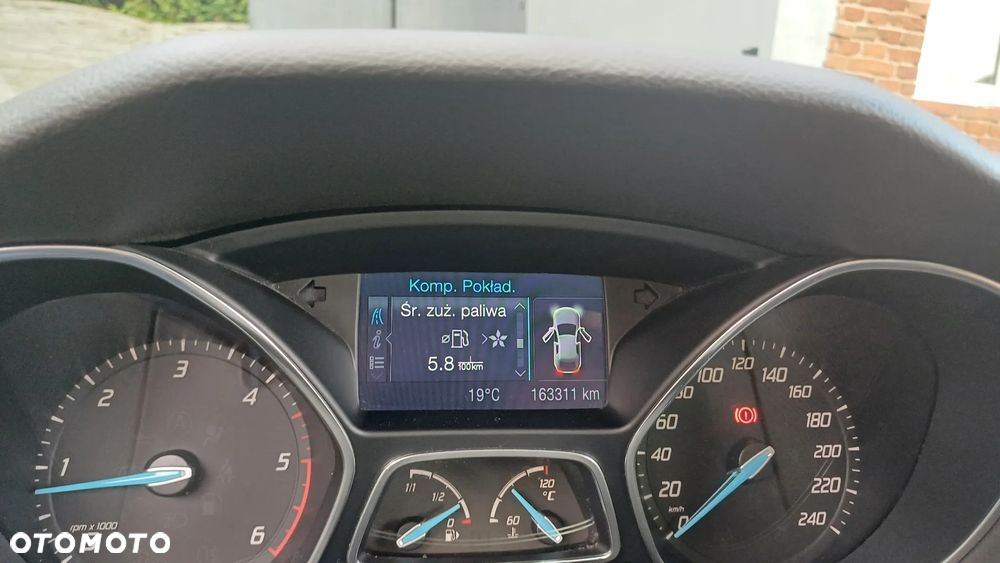 Komp. Pokład.
Śr. zuż. paliwa
5.8 l/100km
19°C 163311 km
1 2 3 4 5 6
rpm x 1000
1/1 1/2 0
60 120 °C
0 20 40 60 80 100 120 140 160 180 200 220 240
km/h
OTOMOTO